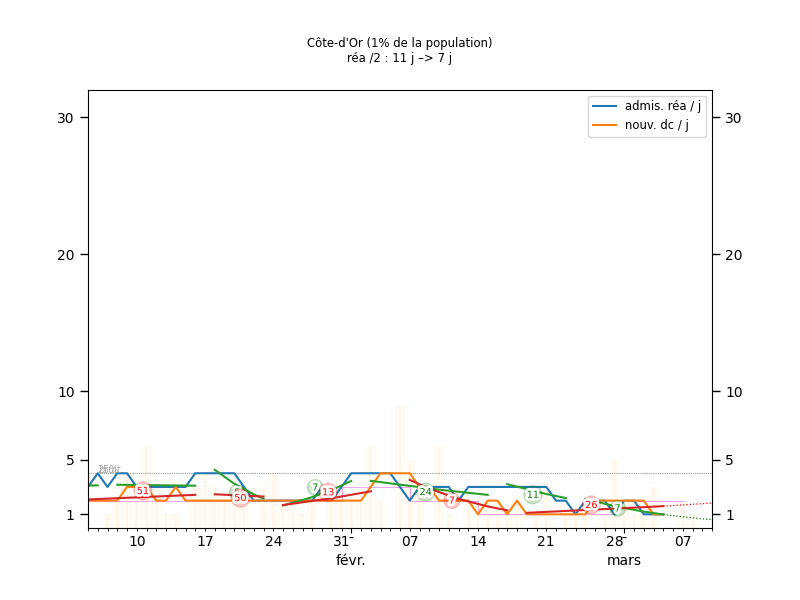 Côte-d'Or (1% de la population)
réa /2 : 11 j –> 7 j
admis. réa / j
nouv. dc / j
30 30
20 20
10 10
5 5
1 1
51 50 7 13 24 7 11 26 7
10 17 24 31 07 14 21 28 07
févr. mars